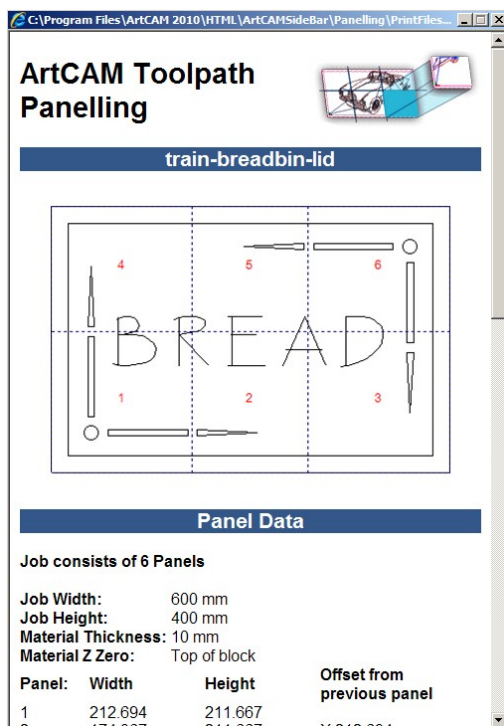 C:\Program Files\ArtCAM 2010\HTML\ArtCAMSideBar\Panelling\PrintFiles...
ArtCAM Toolpath
Panelling
train-breadbin-lid
4 5 6
BREAD
1 2 3
Panel Data
Job consists of 6 Panels
Job Width: 600 mm
Job Height: 400 mm
Material Thickness: 10 mm
Material Z Zero: Top of block
Panel: Width Height Offset from
previous panel
1 212.694 211.667